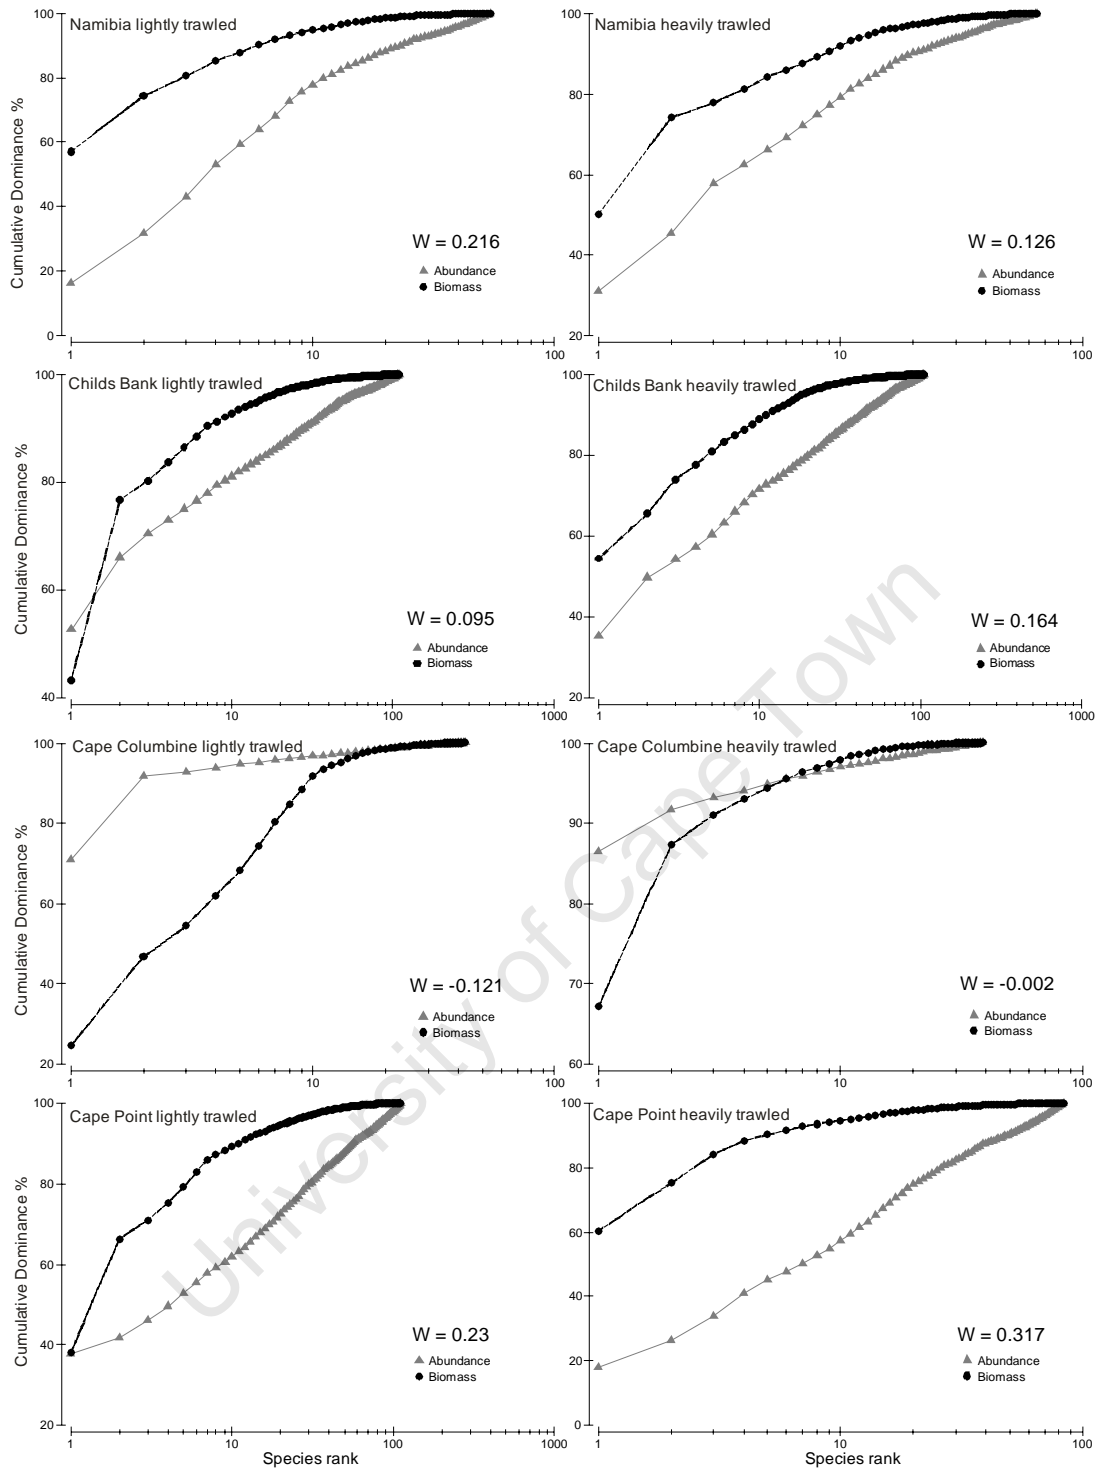 Namibia lightly trawled
Cumulative Dominance %
100
80
60
40
20
0
W = 0.216
Abundance
Biomass
1
10
100
Namibia heavily trawled
100
80
60
40
20
W = 0.126
Abundance
Biomass
1
10
100
Childs Bank lightly trawled
Cumulative Dominance %
100
80
60
40
W = 0.095
Abundance
Biomass
1
10
100
1000
Childs Bank heavily trawled
100
80
60
40
20
W = 0.164
Abundance
Biomass
1
10
100
1000
Cape Columbine lightly trawled
Cumulative Dominance %
100
80
60
40
20
W = -0.121
Abundance
Biomass
1
10
100
Cape Columbine heavily trawled
100
90
80
70
60
W = -0.002
Abundance
Biomass
1
10
100
Cape Point lightly trawled
Cumulative Dominance %
100
80
60
40
20
W = 0.23
Abundance
Biomass
1
10
100
1000
Species rank
Cape Point heavily trawled
100
80
60
40
20
0
W = 0.317
Abundance
Biomass
1
10
100
Species rank
University of Cape Town